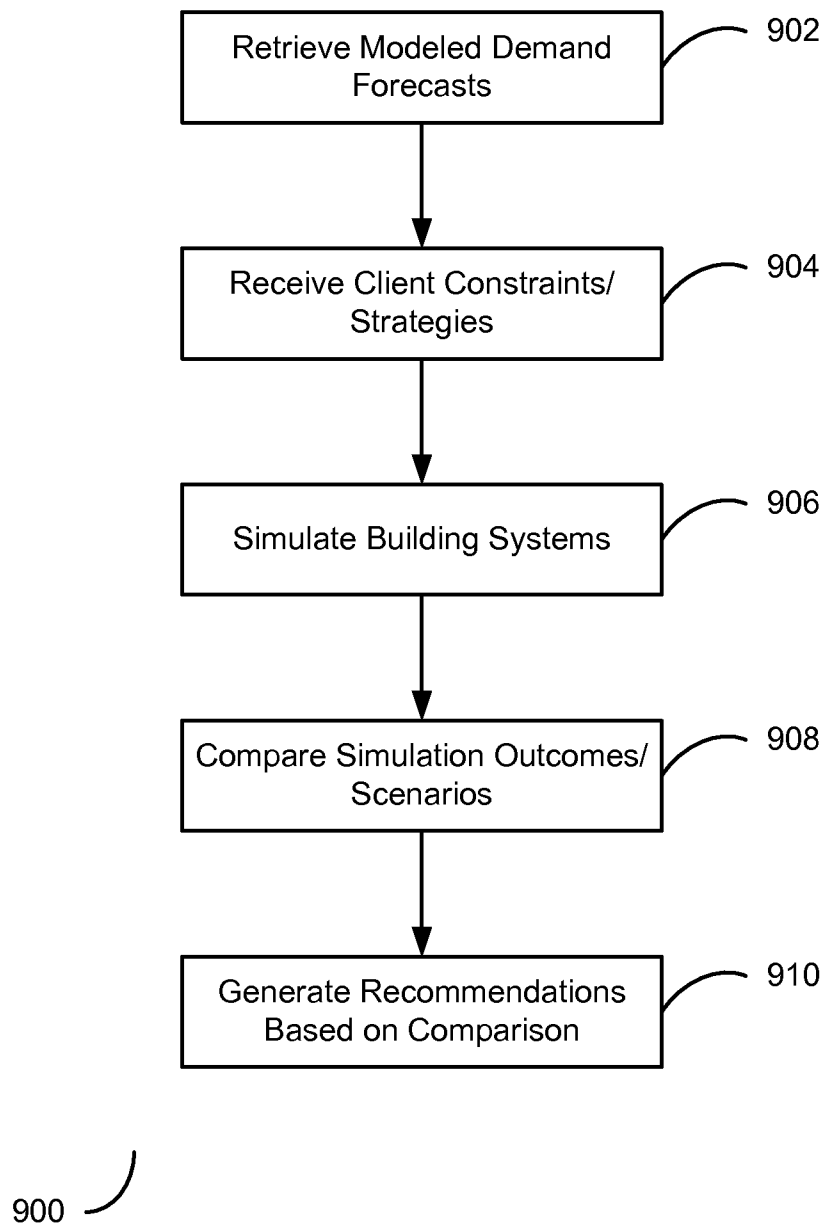 Retrieve Modeled Demand
Forecasts
902
Receive Client Constraints/
Strategies
904
Simulate Building Systems
906
Compare Simulation Outcomes/
Scenarios
908
Generate Recommendations
Based on Comparison
910
900